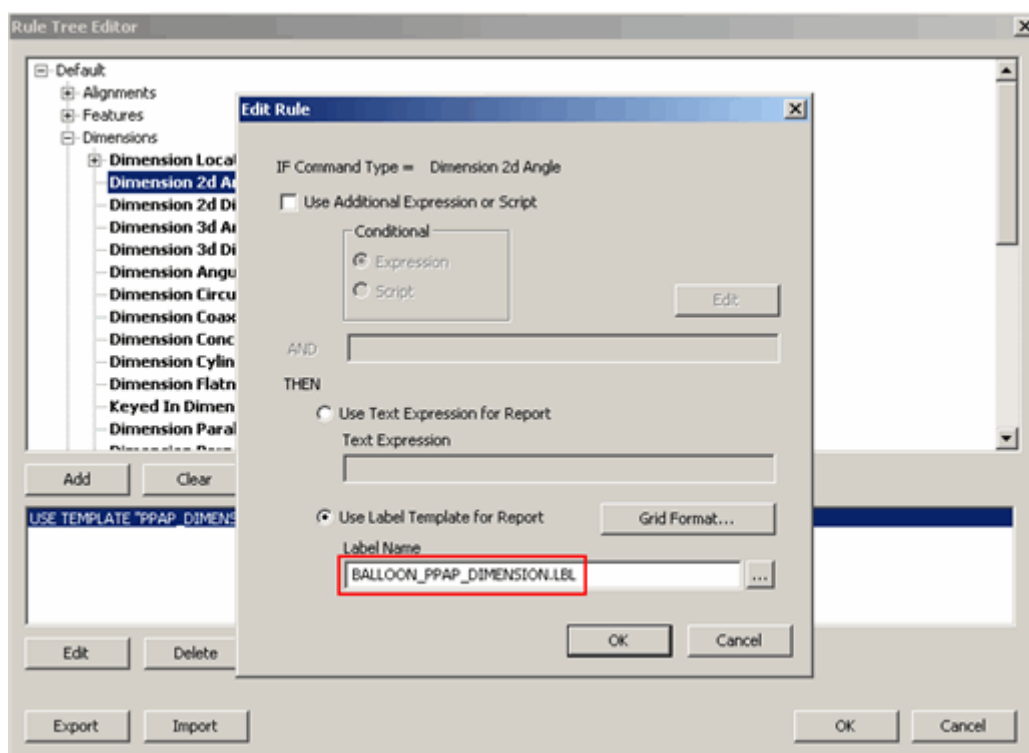 Rule Tree Editor
Default
Alignments
Features
Dimensions
Dimension Local
Dimension 2d A
Dimension 2d Di
Dimension 3d A
Dimension 3d Di
Dimension Angu
Dimension Circu
Dimension Coax
Dimension Conc
Dimension Cylin
Dimension Flatn
Keyed In Dimen
Dimension Paral
Add
Clear
USE TEMPLATE "PPAP_DIMENS
Edit
Delete
Export
Import
OK
Cancel
Edit Rule
IF Command Type = Dimension 2d Angle
Use Additional Expression or Script
Conditional
Expression
Script
Edit
AND
THEN
Use Text Expression for Report
Text Expression
Use Label Template for Report
Grid Format...
Label Name
BALLOON_PPAP_DIMENSION.LBL
...
OK
Cancel